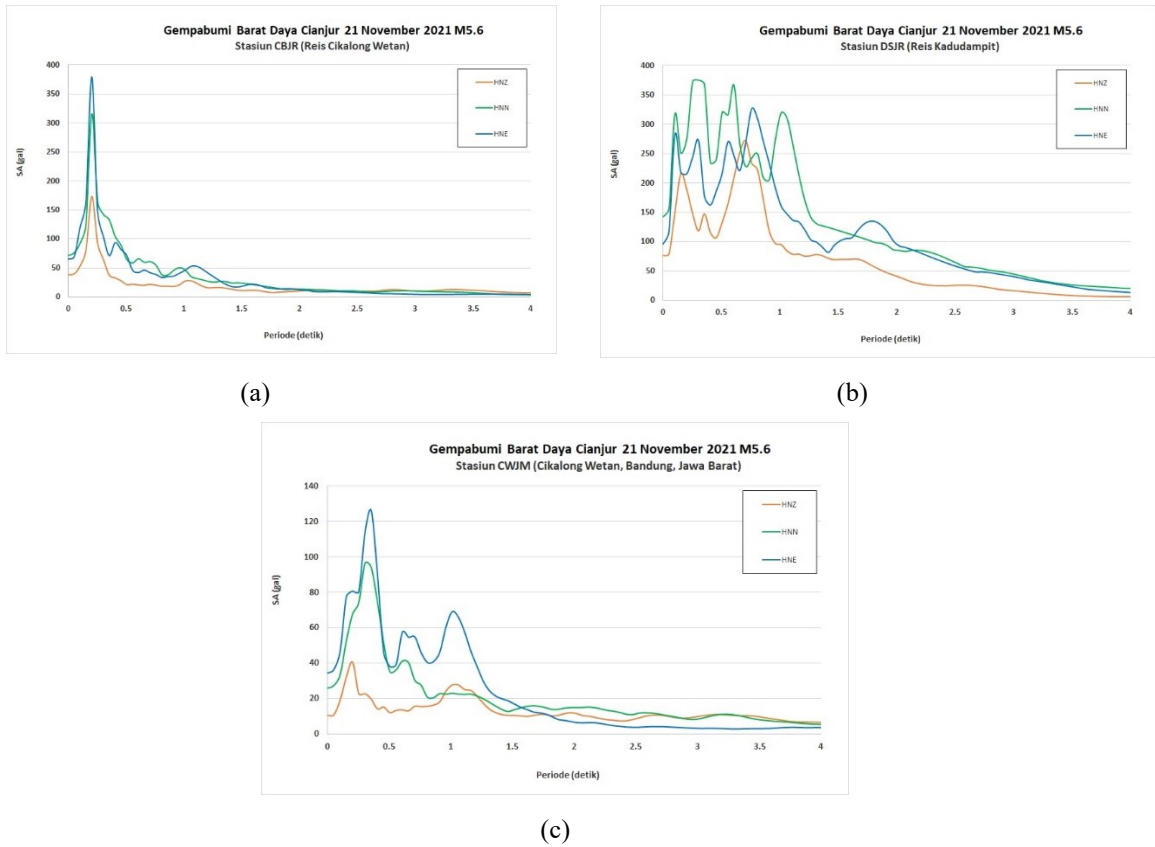 Gempabumi Barat Daya Cianjur 21 November 2021 M5.6
Stasiun CBJR (Reis Cikalong Wetan)
400
350
300
250
200
150
100
50
0
SA (gal)
HNZ
HNN
HNE
0 0.5 1 1.5 2 2.5 3 3.5 4
Periode (detik)
(a)
Gempabumi Barat Daya Cianjur 21 November 2021 M5.6
Stasiun DSJR (Reis Kadudampit)
400
350
300
250
200
150
100
50
0
SA (gal)
HNZ
HNN
HNE
0 0.5 1 1.5 2 2.5 3 3.5 4
Periode (detik)
(b)
Gempabumi Barat Daya Cianjur 21 November 2021 M5.6
Stasiun CWJM (Cikalong Wetan, Bandung, Jawa Barat)
140
120
100
80
60
40
20
0
SA (gal)
HNZ
HNN
HNE
0 0.5 1 1.5 2 2.5 3 3.5 4
Periode (detik)
(c)